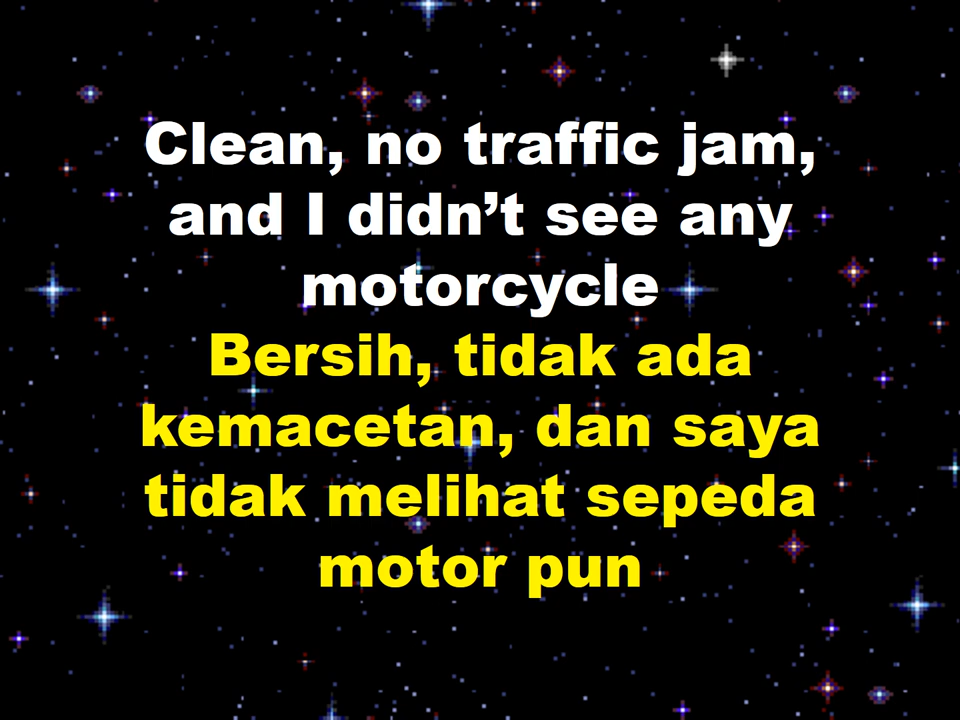 Clean, no traffic jam,
and I didn’t see any
motorcycle
Bersih, tidak ada
kemacetan, dan saya
tidak melihat sepeda
motor pun